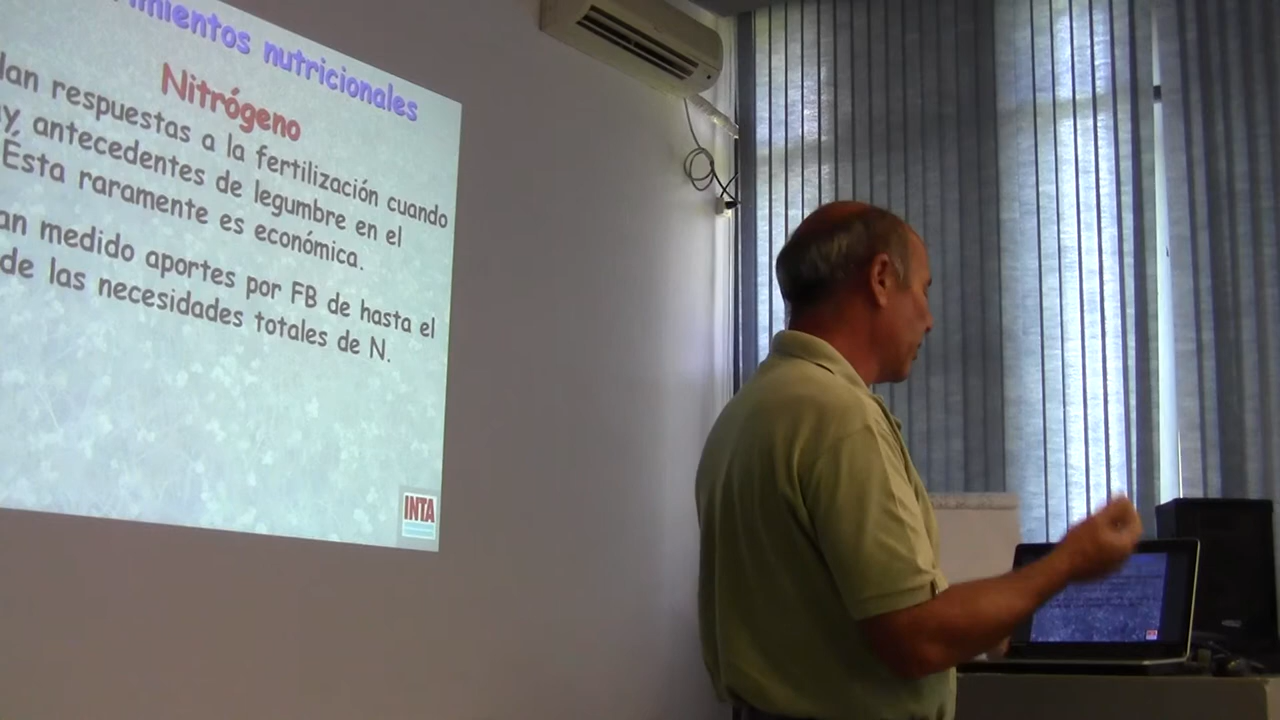 mientos nutricionales
Nitrógeno
dan respuestas a la fertilización cuando
antecedentes de legumbre en el
Ésta raramente es económica.
an medido aportes por FB de hasta el
de las necesidades totales de N.
INTA